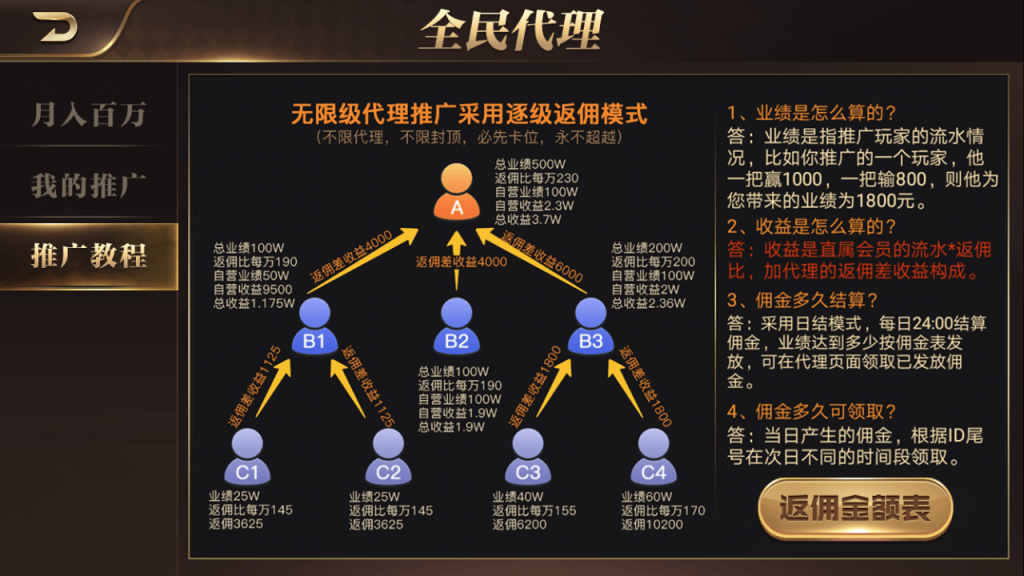 全民代理
月入百万
我的推广
推广教程
无限级代理推广采用逐级返佣模式
(不限代理，不限封顶，必先卡位，永不超越)
总业绩500W
返佣比每万230
自营业绩100W
自营收益2.3W
总收益3.7W
A
返佣差收益4000
返佣差收益4000
返佣差收益6000
总业绩100W
返佣比每万190
自营业绩50W
自营收益9500
总收益1.175W
B1
B2
总业绩100W
返佣比每万190
自营业绩100W
自营收益1.9W
总收益1.9W
总业绩200W
返佣比每万200
自营业绩100W
自营收益2W
总收益2.36W
B3
返佣差收益1125
返佣差收益1125
返佣差收益1800
返佣差收益1800
C1
业绩25W
返佣比每万145
返佣3625
C2
业绩25W
返佣比每万145
返佣3625
C3
业绩40W
返佣比每万155
返佣6200
C4
业绩60W
返佣比每万170
返佣10200
1、业绩是怎么算的?
答：业绩是指推广玩家的流水情
况，比如你推广的一个玩家，他
一把赢1000，一把输800，则他为
您带来的业绩为1800元。
2、收益是怎么算的?
答：收益是直属会员的流水*返佣
比，加代理的返佣差收益构成。
3、佣金多久结算?
答：采用日结模式，每日24:00结算
佣金，业绩达到多少按佣金表发
放，可在代理页面领取已发放佣
金。
4、佣金多久可领取?
答：当日产生的佣金，根据ID尾
号在次日不同的时间段领取。
返佣金额表